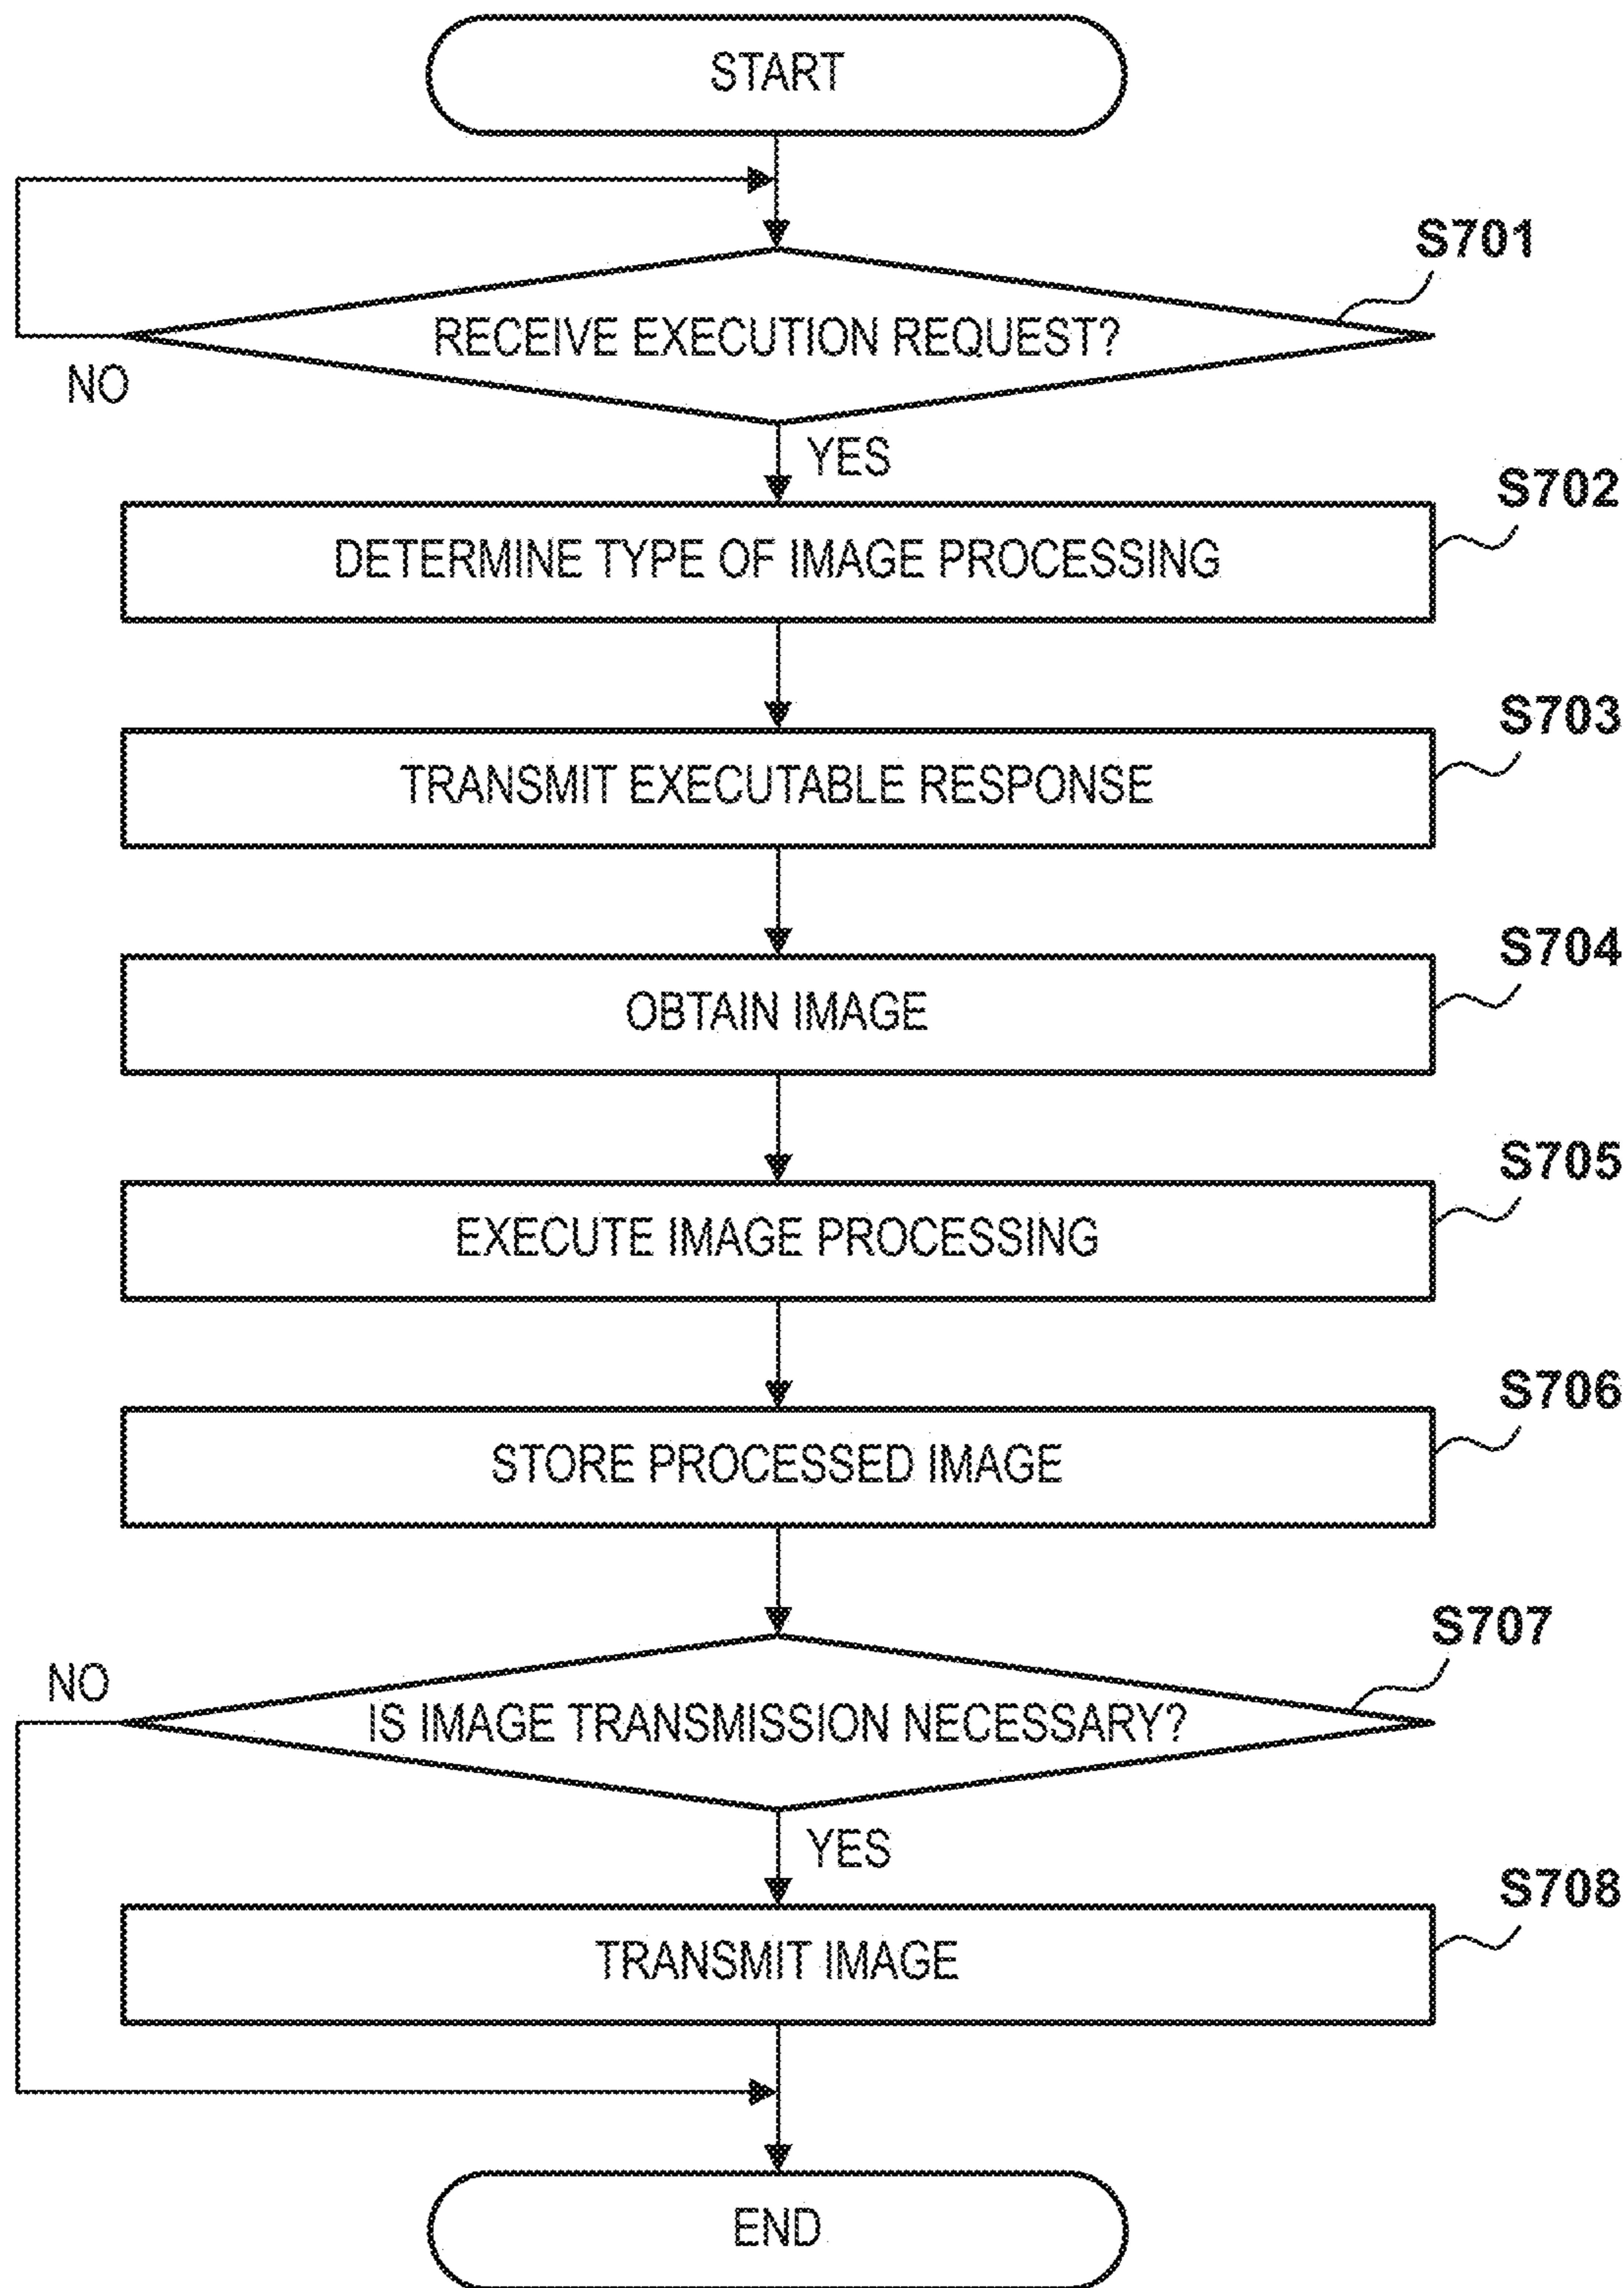 START
S701
RECEIVE EXECUTION REQUEST?
NO
YES
S702
DETERMINE TYPE OF IMAGE PROCESSING
S703
TRANSMIT EXECUTABLE RESPONSE
S704
OBTAIN IMAGE
S705
EXECUTE IMAGE PROCESSING
S706
STORE PROCESSED IMAGE
S707
NO
IS IMAGE TRANSMISSION NECESSARY?
YES
S708
TRANSMIT IMAGE
END